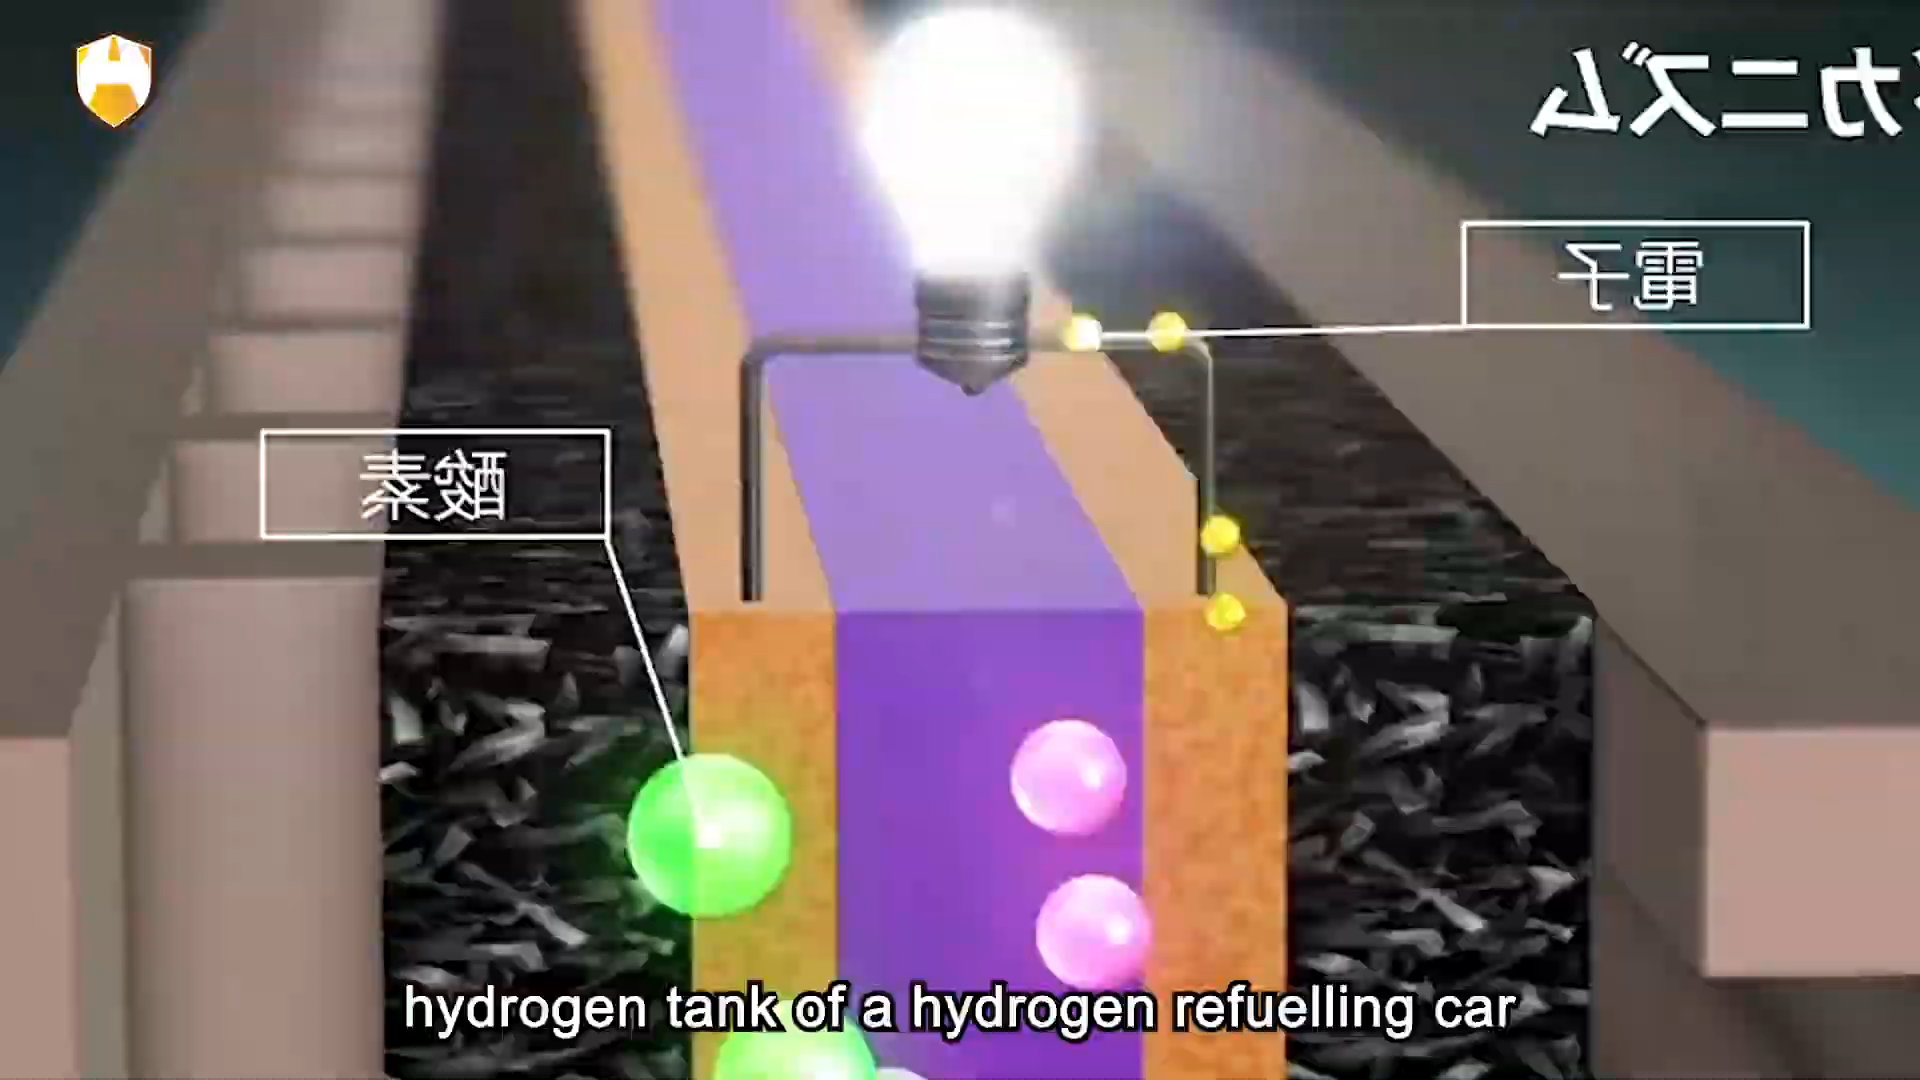 カニズム
電子
酸素
hydrogen tank of a hydrogen refuelling car